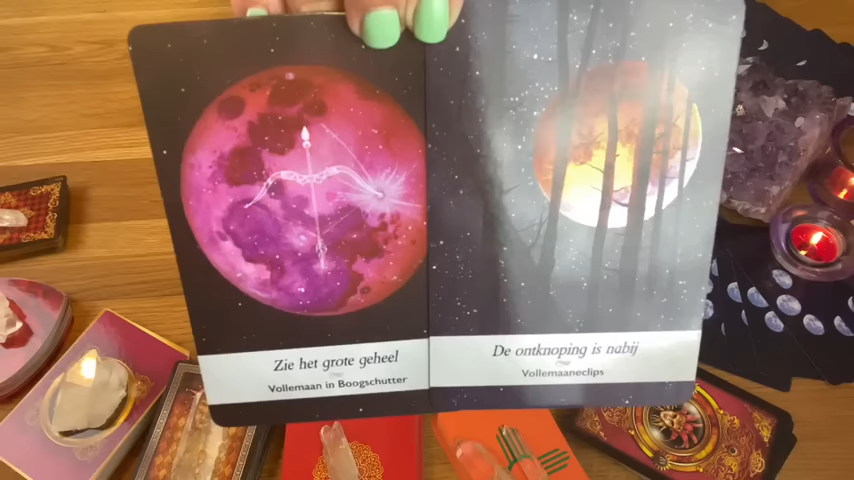 Zie het grote geheel
Vollemaan in Boogschutter
De ontknoping is nabij
Vollemaaneclips